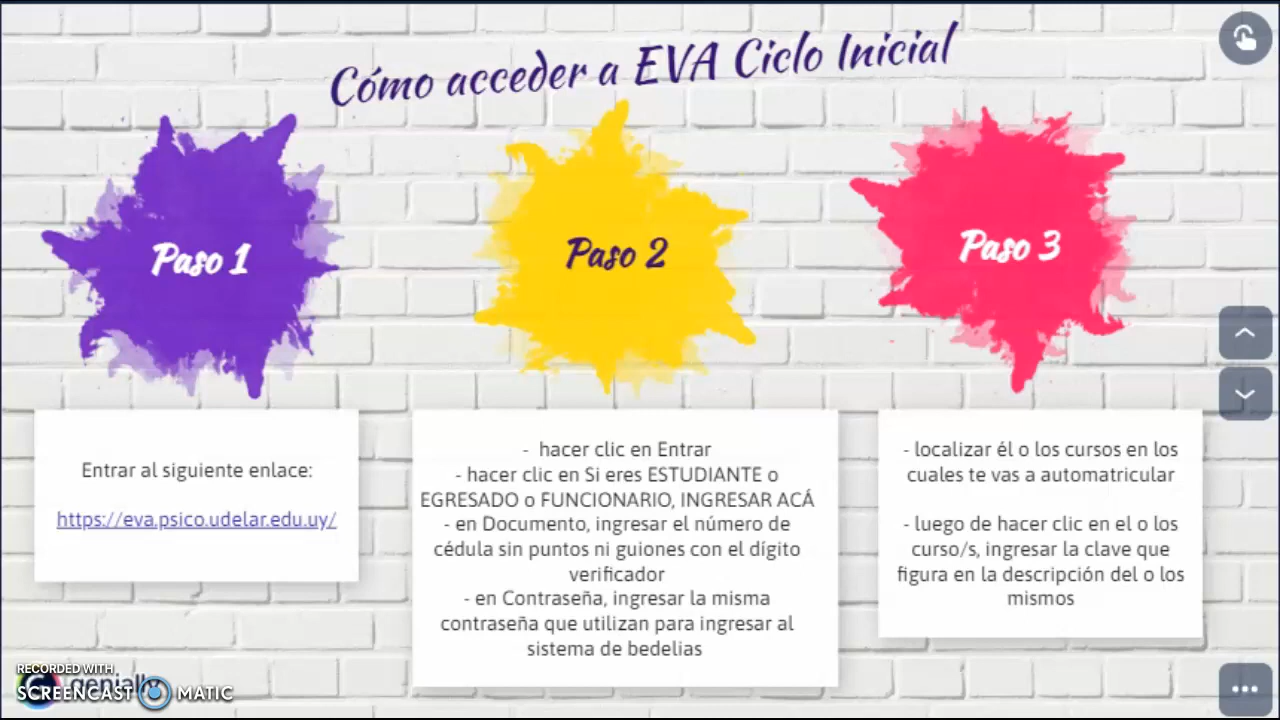 Cómo acceder a EVA Ciclo Inicial
Paso 1
Paso 2
Paso 3
Entrar al siguiente enlace:
https://eva.psico.udelar.edu.uy/
- hacer clic en Entrar
- hacer clic en Si eres ESTUDIANTE o
EGRESADO o FUNCIONARIO, INGRESAR ACÁ
- en Documento, ingresar el número de
cédula sin puntos ni guiones con el dígito
verificador
- en Contraseña, ingresar la misma
contraseña que utilizan para ingresar al
sistema de bedelias
- localizar él o los cursos en los
cuales te vas a automatricular
- luego de hacer clic en el o los
curso/s, ingresar la clave que
figura en la descripción del o los
mismos
RECORDED WITH
genially
SCREENCAST MATIC